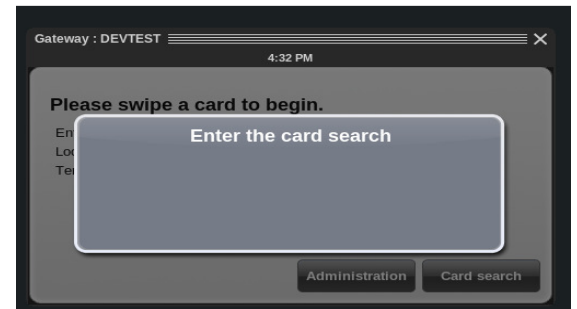 Gateway : DEVTEST
4:32 PM
Please swipe a card to begin.
Enter the card search
Administration Card search